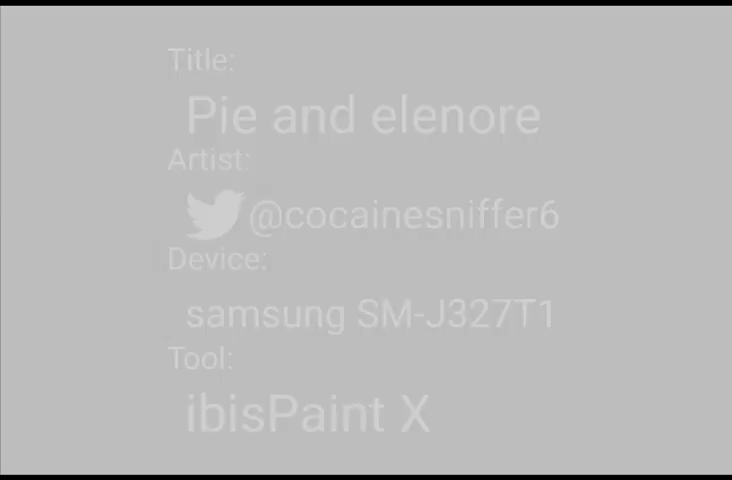 Title:
Pie and elenore
Artist:
@cocainesniffer6
Device:
samsung SM-J327T1
Tool:
ibisPaint X